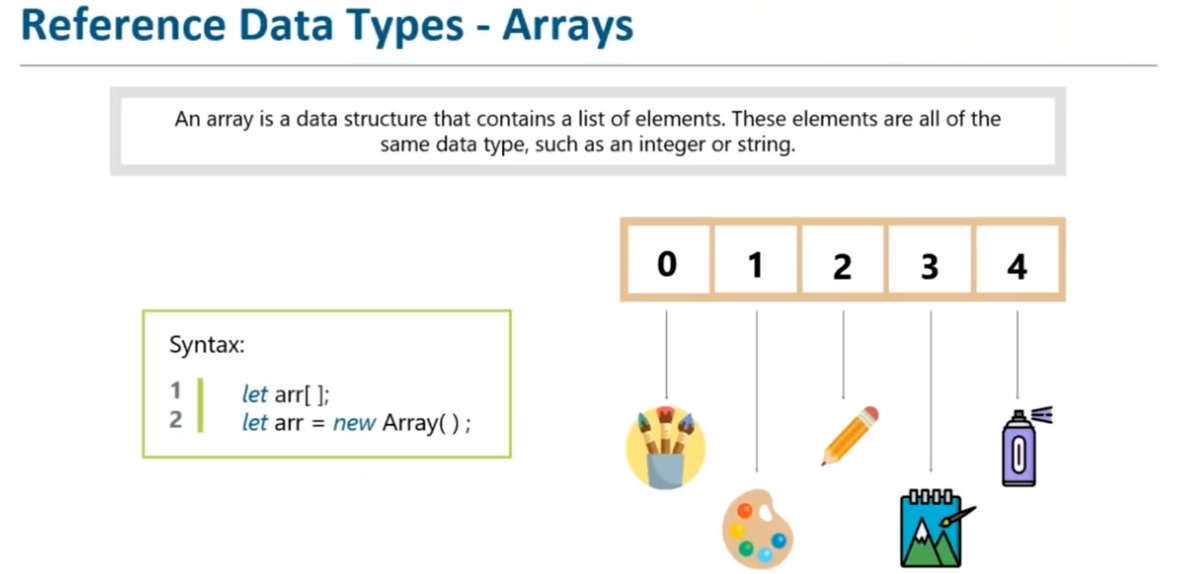 Reference Data Types - Arrays
An array is a data structure that contains a list of elements. These elements are all of the
same data type, such as an integer or string.
0 1 2 3 4
Syntax:
1 let arr[ ];
2 let arr = new Array( ) ;